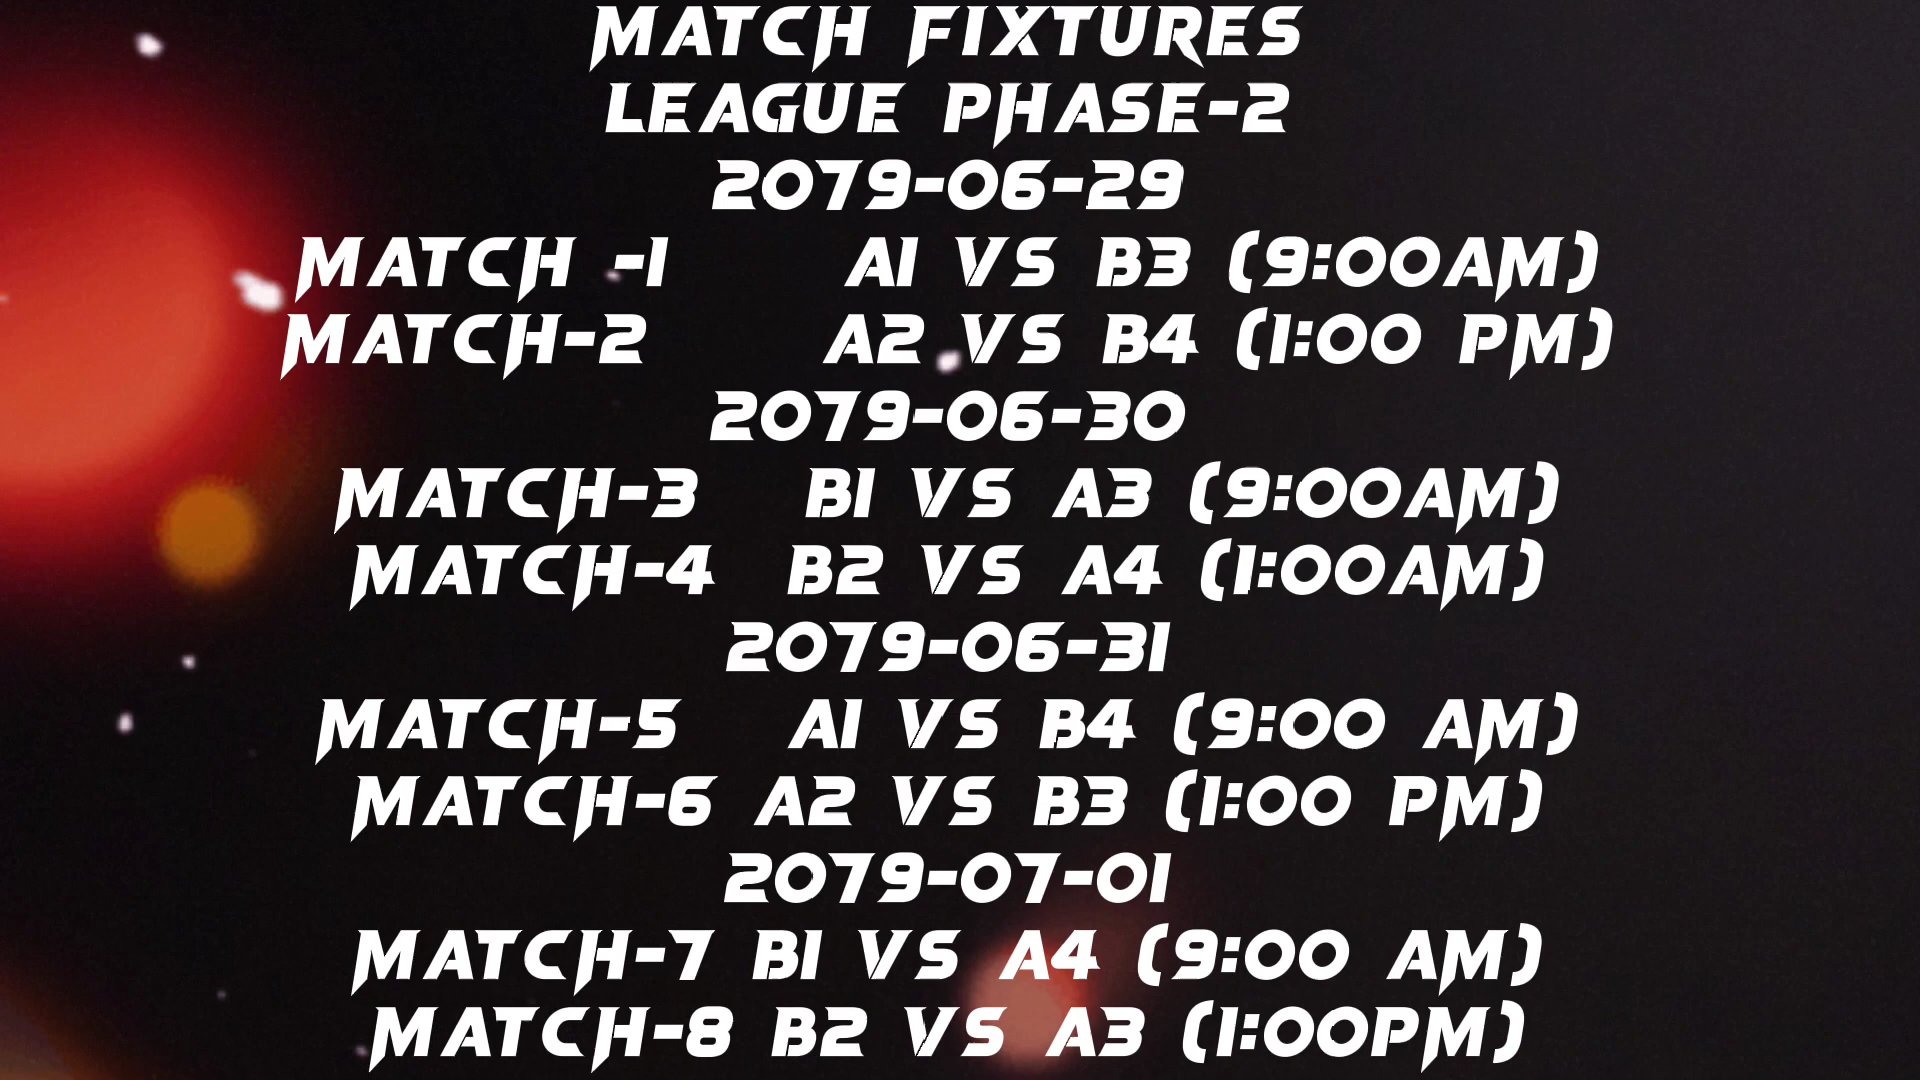 MATCH FIXTURES
LEAGUE PHASE-2
2079-06-29
MATCH -1 A1 VS B3 (9:00AM)
MATCH-2 A2 VS B4 (1:00 PM)
2079-06-30
MATCH-3 B1 VS A3 (9:00AM)
MATCH-4 B2 VS A4 (1:00AM)
2079-06-31
MATCH-5 A1 VS B4 (9:00 AM)
MATCH-6 A2 VS B3 (1:00 PM)
2079-07-01
MATCH-7 B1 VS A4 (9:00 AM)
MATCH-8 B2 VS A3 (1:00PM)